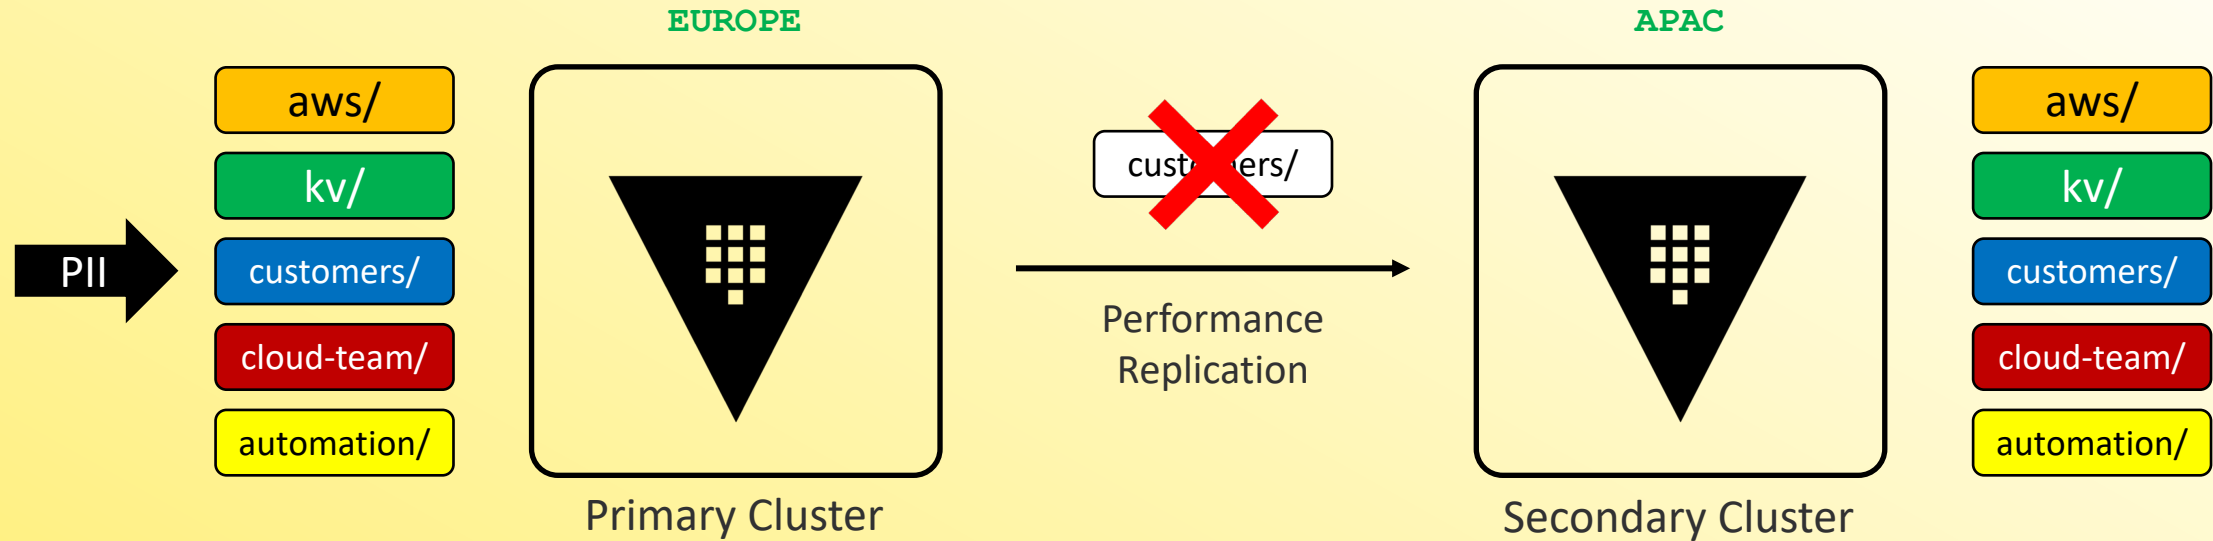 EUROPE
APAC
PII
aws/
kv/
customers/
cloud-team/
automation/
Primary Cluster
customers/
Performance
Replication
Secondary Cluster
aws/
kv/
customers/
cloud-team/
automation/